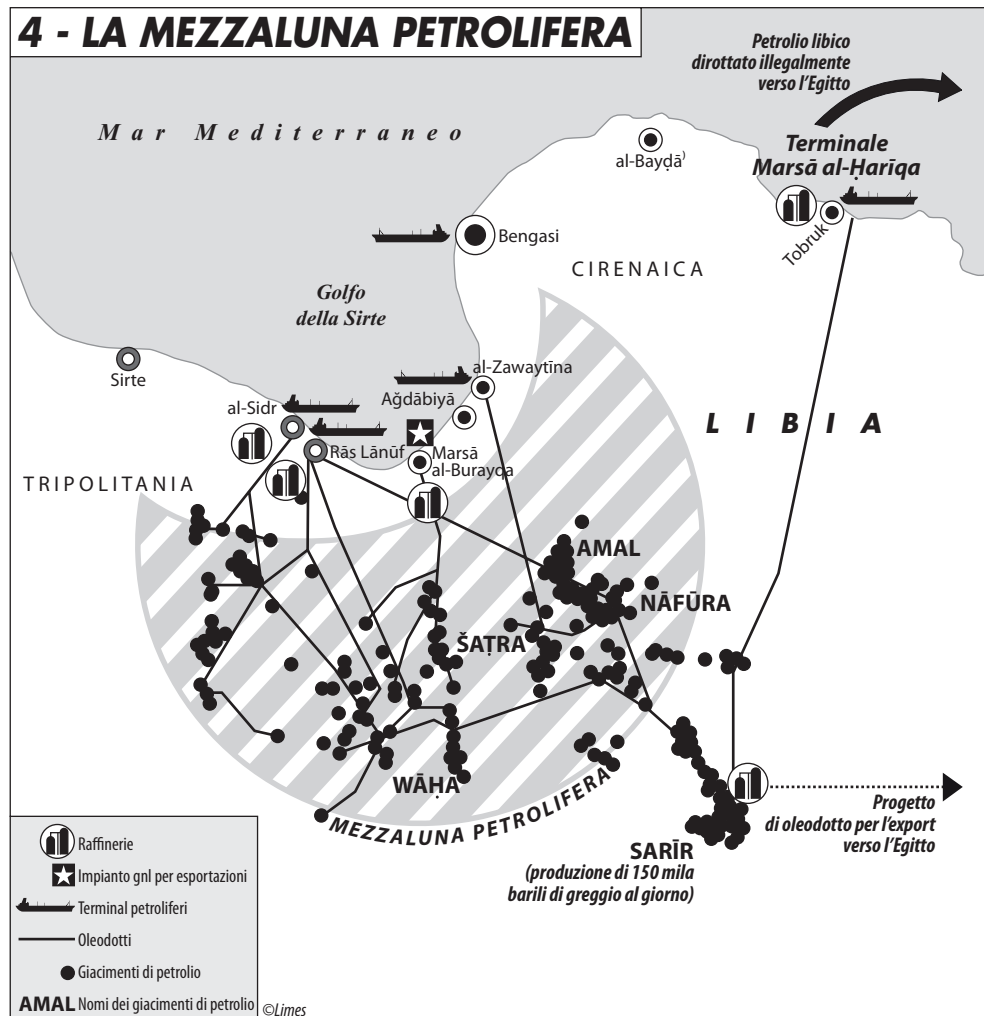 4 - LA MEZZALUNA PETROLIFERA
Petrolio libico
dirottato illegalmente
verso l'Egitto
Mar Mediterraneo
al-Bayḍāʾ
Terminale
Marsā al-Ḥarīqa
Tobruk
Bengasi
CIRENAICA
Golfo
della Sirte
Sirte
al-Zawaytīna
Ağdābiyā
al-Sidr
Rās Lānūf
Marsā
al-Burayqa
LIBIA
TRIPOLITANIA
AMAL
NĀFŪRA
ŠAṬRA
WĀḤA
MEZZALUNA PETROLIFERA
SARĪR
(produzione di 150 mila
barili di greggio al giorno)
Progetto
di oleodotto per l'export
verso l'Egitto
Raffinerie
Impianto gnl per esportazioni
Terminal petroliferi
Oleodotti
Giacimenti di petrolio
AMAL Nomi dei giacimenti di petrolio
©Limes